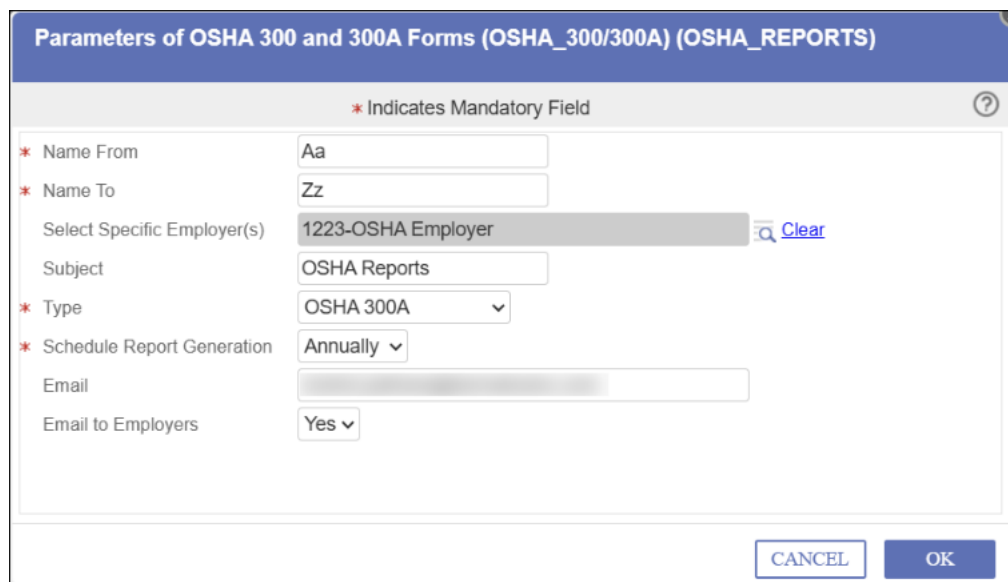 Parameters of OSHA 300 and 300A Forms (OSHA_300/300A) (OSHA_REPORTS)
* Indicates Mandatory Field ?
* Name From Aa
* Name To Zz
Select Specific Employer(s) 1223-OSHA Employer Clear
Subject OSHA Reports
* Type OSHA 300A
* Schedule Report Generation Annually
Email
Email to Employers Yes
CANCEL OK